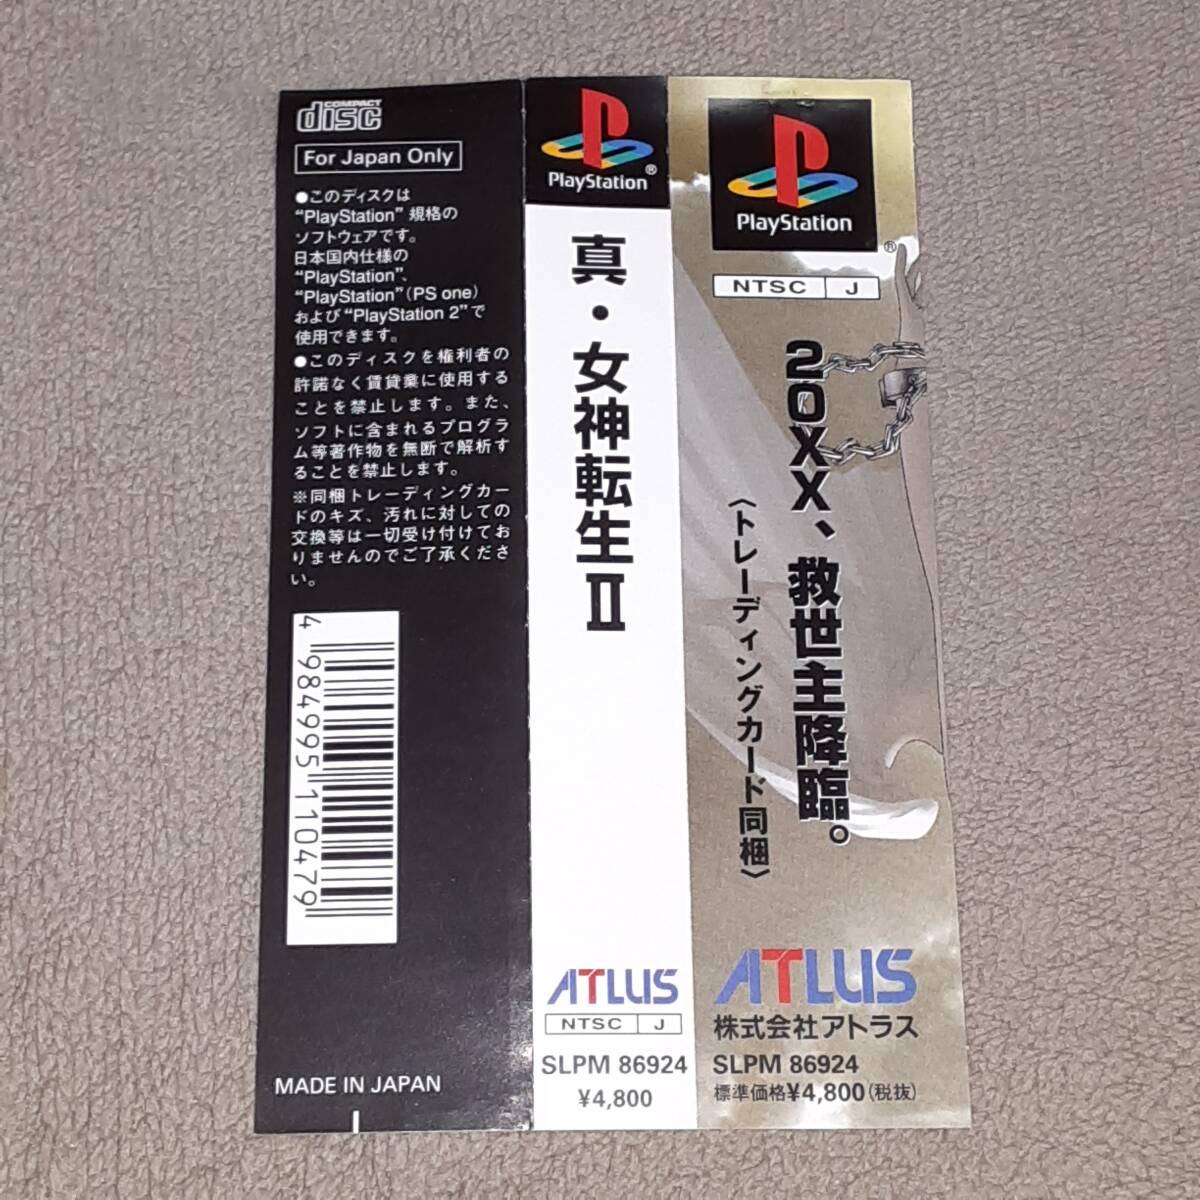 COMPACT
disc
For Japan Only
●このディスクは
“PlayStation”規格の
ソフトウェアです。
日本国内仕様の
“PlayStation”、
“PlayStation”(PS one)
および“PlayStation 2”で
使用できます。
●このディスクを権利者の
許諾なく賃貸業に使用する
ことを禁止します。また、
ソフトに含まれるプログラ
ム等著作物を無断で解析す
ることを禁止します。
※同梱トレーディングカー
ドのキズ、汚れに対しての
交換等は一切受け付けてお
りませんのでご了承くださ
い。
4984995110479
MADE IN JAPAN
PlayStation®
真・女神転生II
ATLUS
NTSC J
SLPM 86924
¥4,800
PlayStation
®
NTSC J
20XX、救世主降臨。
〈トレーディングカード同梱〉
ATLUS
株式会社アトラス
SLPM 86924
標準価格¥4,800(税抜)